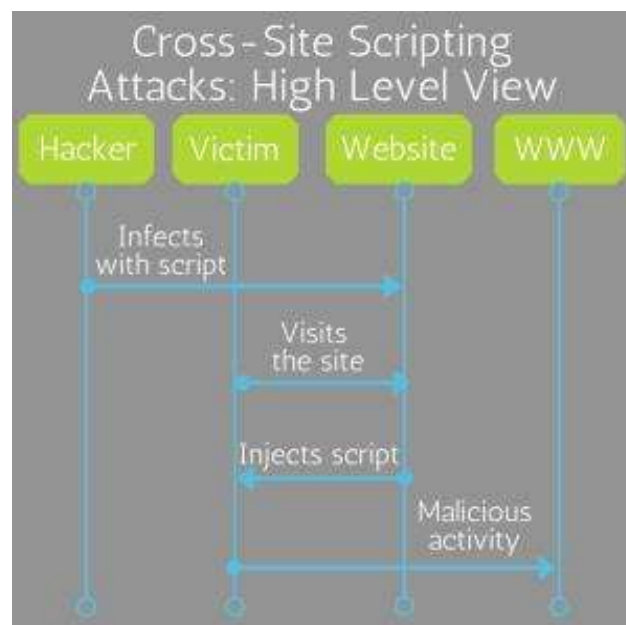 Cross-Site Scripting
Attacks: High Level View
Hacker
Victim
Website
WWW
Infects
with script
Visits
the site
Injects script
Malicious
activity